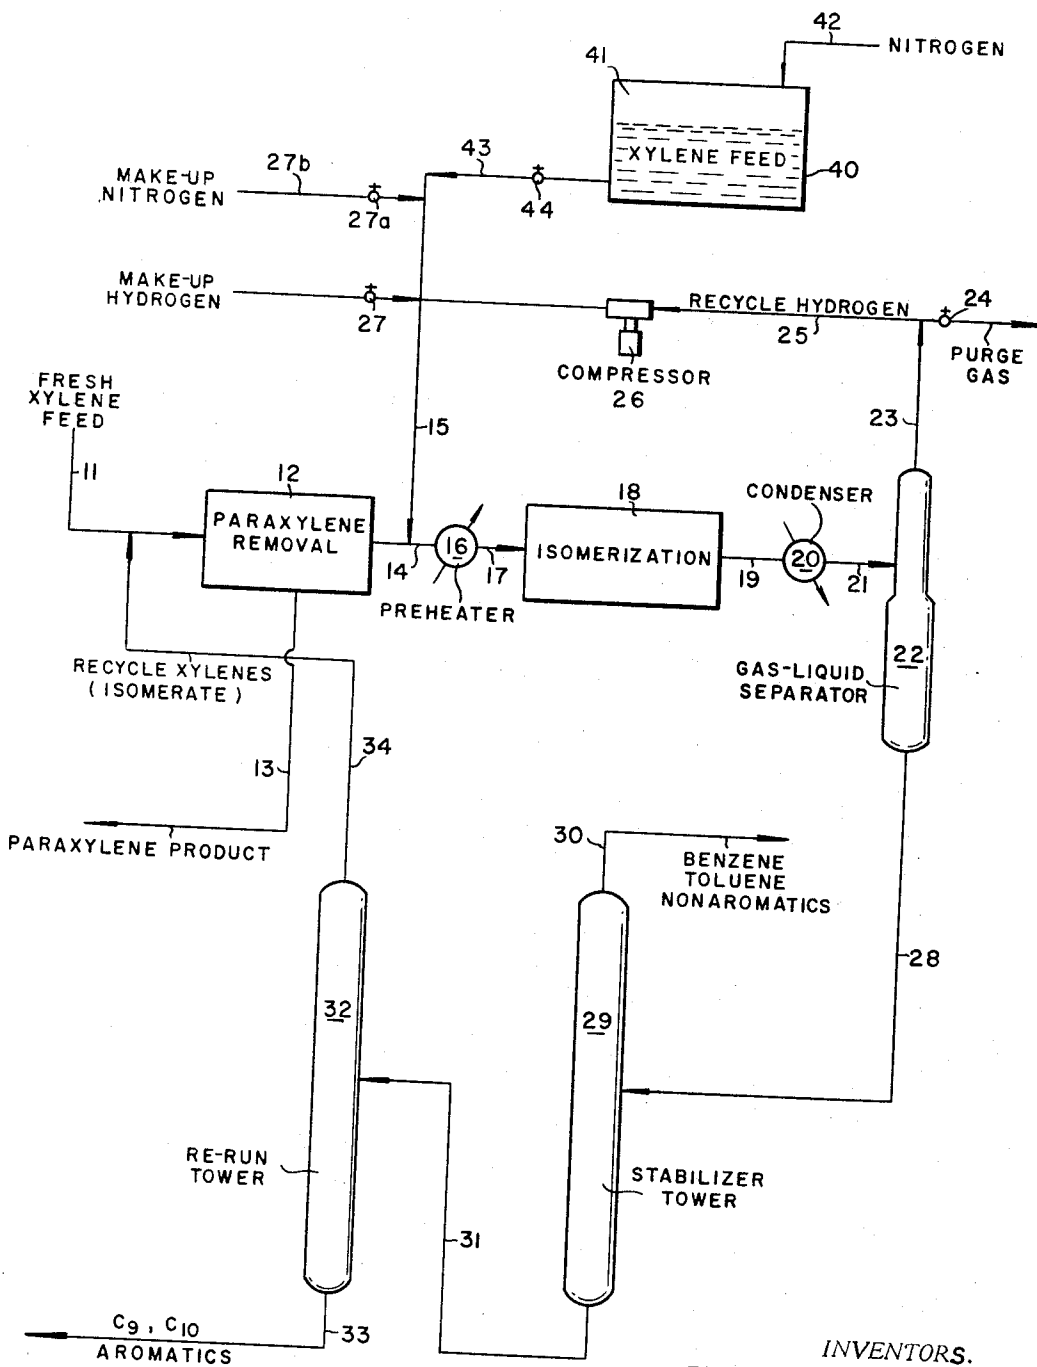 42
NITROGEN
41
XYLENE FEED
40
43
44
MAKE-UP
NITROGEN
27b
27a
MAKE-UP
HYDROGEN
27
RECYCLE HYDROGEN
25
24
PURGE
GAS
COMPRESSOR
26
23
FRESH
XYLENE
FEED
11
15
12
PARAXYLENE
REMOVAL
14
16
17
PREHEATER
18
ISOMERIZATION
19
CONDENSER
20
21
22
GAS-LIQUID
SEPARATOR
RECYCLE XYLENES
(ISOMERATE)
13
34
PARAXYLENE PRODUCT
30
BENZENE
TOLUENE
NONAROMATICS
28
32
29
RE-RUN
TOWER
STABILIZER
TOWER
31
33
C9, C10
AROMATICS
INVENTORS.